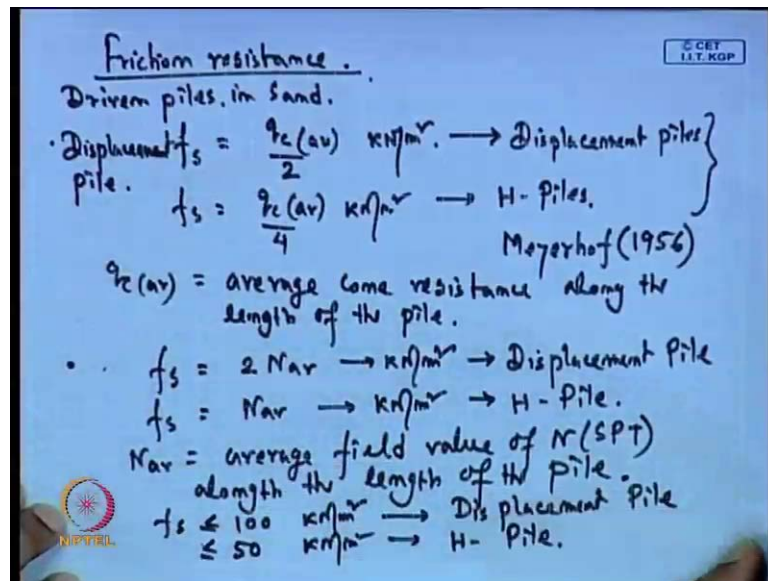 Friction resistance.
© CET
I.I.T. KGP
Driven piles in sand.
Displacement pile. fs = qc(av)/2 kN/m² → Displacement piles
fs = qc(av)/4 kN/m² → H-Piles.
Meyerhof (1956)
qc(av) = average cone resistance along the
length of the pile.
fs = 2 Nav → kN/m² → Displacement Pile
fs = Nav → kN/m² → H-Pile.
Nav = average field value of N (SPT)
alongth the length of the pile.
fs ≤ 100 kN/m² → Displacement Pile
≤ 50 kN/m² → H-Pile.
NPTEL